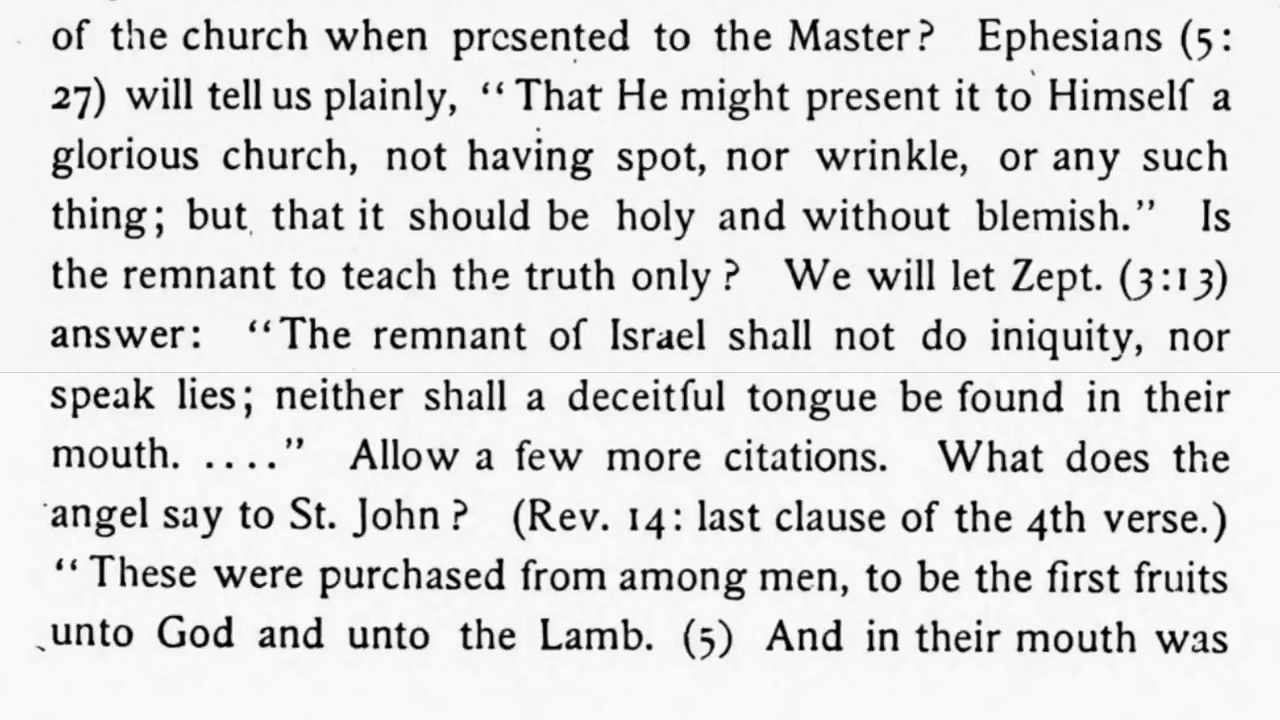 of the church when presented to the Master? Ephesians (5:
27) will tell us plainly, “That He might present it to Himself a
glorious church, not having spot, nor wrinkle, or any such
thing; but that it should be holy and without blemish.” Is
the remnant to teach the truth only? We will let Zept. (3:13)
answer: “The remnant of Israel shall not do iniquity, nor
speak lies; neither shall a deceitful tongue be found in their
mouth. ....” Allow a few more citations. What does the
angel say to St. John? (Rev. 14: last clause of the 4th verse.)
“These were purchased from among men, to be the first fruits
unto God and unto the Lamb. (5) And in their mouth was